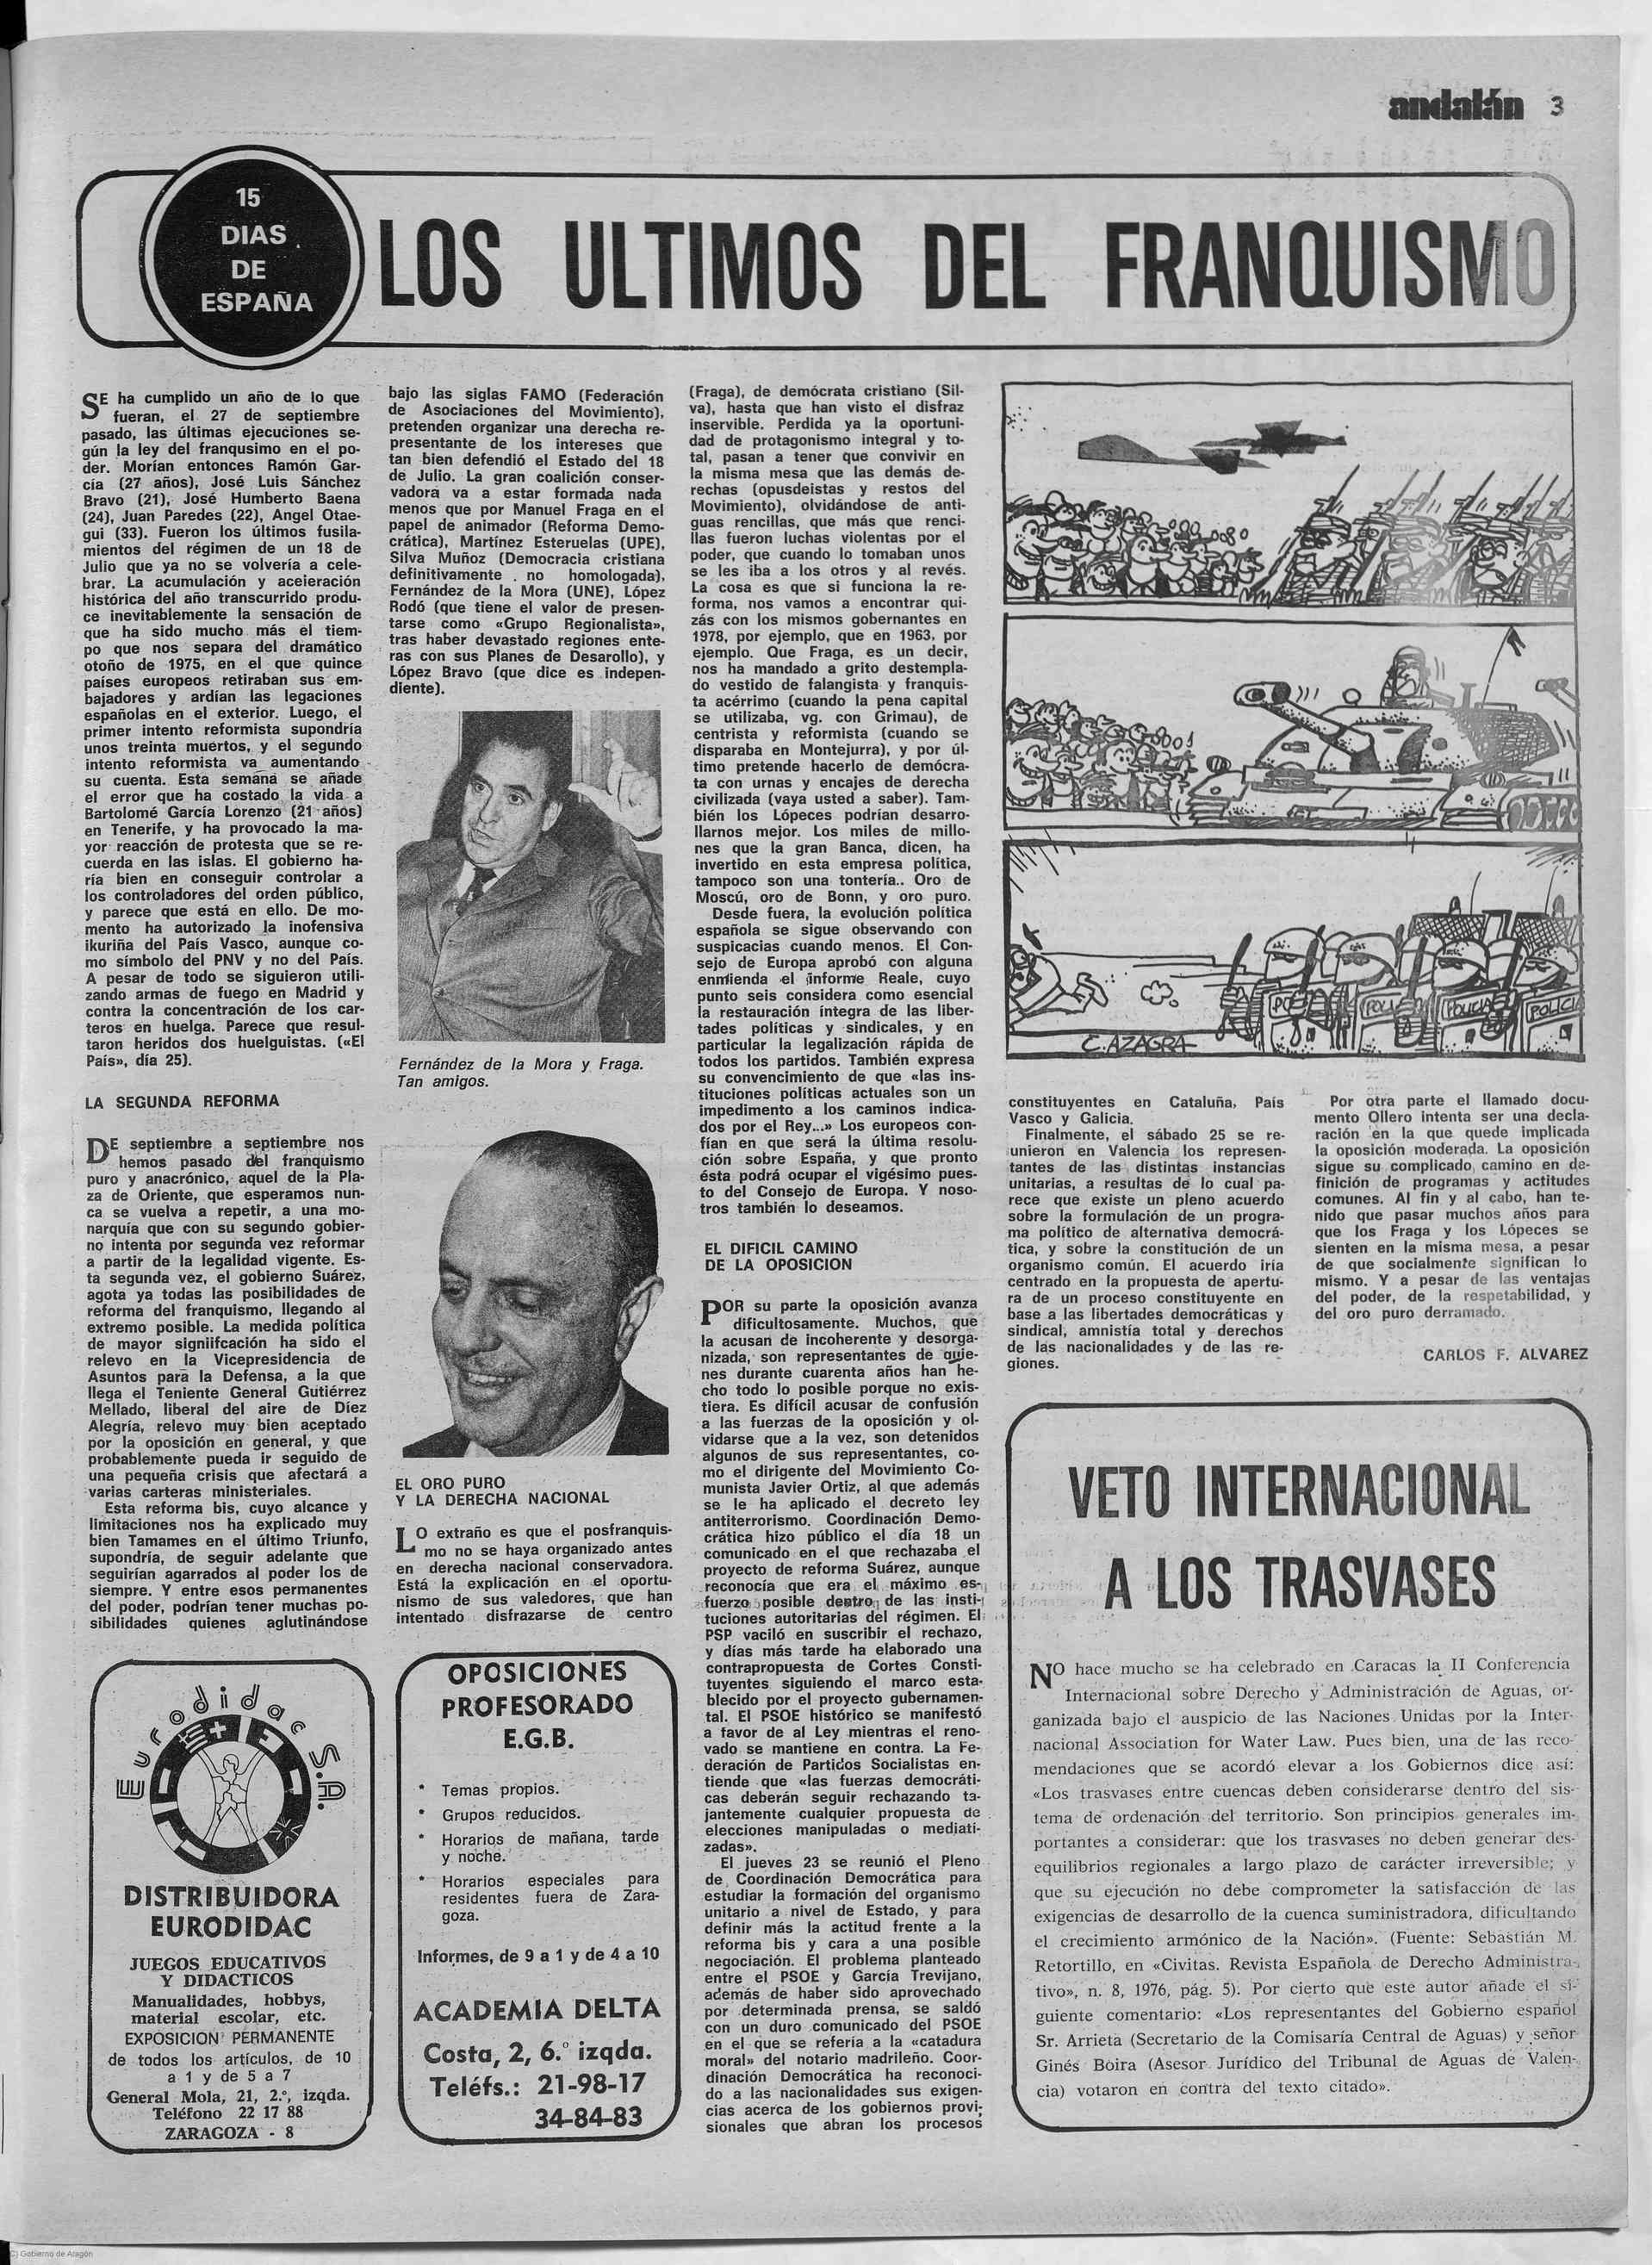 andalán 3
15
DIAS
DE
ESPAÑA
LOS ULTIMOS DEL FRANQUISMO
SE ha cumplido un año de lo que
fueran, el 27 de septiembre
pasado, las últimas ejecuciones se-
gún la ley del franqusimo en el po-
der. Morían entonces Ramón Gar-
cía (27 años), José Luis Sánchez
Bravo (21), José Humberto Baena
(24), Juan Paredes (22), Angel Otae-
gui (33). Fueron los últimos fusila-
mientos del régimen de un 18 de
Julio que ya no se volvería a cele-
brar. La acumulación y aceieración
histórica del año transcurrido produ-
ce inevitablemente la sensación de
que ha sido mucho más el tiem-
po que nos separa del dramático
otoño de 1975, en el que quince
países europeos retiraban sus em-
bajadores y ardían las legaciones
españolas en el exterior. Luego, el
primer intento reformista supondría
unos treinta muertos, y el segundo
intento reformista va aumentando
su cuenta. Esta semana se añade
el error que ha costado la vida a
Bartolomé García Lorenzo (21 años)
en Tenerife, y ha provocado la ma-
yor reacción de protesta que se re-
cuerda en las islas. El gobierno ha-
ría bien en conseguir controlar a
los controladores del orden público,
y parece que está en ello. De mo-
mento ha autorizado la inofensiva
ikuriña del País Vasco, aunque co-
mo símbolo del PNV y no del País.
A pesar de todo se siguieron utili-
zando armas de fuego en Madrid y
contra la concentración de los car-
teros en huelga. Parece que resul-
taron heridos dos huelguistas. («El
País», día 25).
LA SEGUNDA REFORMA
DE septiembre a septiembre nos
hemos pasado del franquismo
puro y anacrónico, aquel de la Pla-
za de Oriente, que esperamos nun-
ca se vuelva a repetir, a una mo-
narquía que con su segundo gobier-
no intenta por segunda vez reformar
a partir de la legalidad vigente. Es-
ta segunda vez, el gobierno Suárez,
agota ya todas las posibilidades de
reforma del franquismo, llegando al
extremo posible. La medida política
de mayor signiifcación ha sido el
relevo en la Vicepresidencia de
Asuntos para la Defensa, a la que
llega el Teniente General Gutiérrez
Mellado, liberal del aire de Díez
Alegría, relevo muy bien aceptado
por la oposición en general, y que
probablemente pueda ir seguido de
una pequeña crisis que afectará a
varias carteras ministeriales.
Esta reforma bis, cuyo alcance y
limitaciones nos ha explicado muy
bien Tamames en el último Triunfo,
supondría, de seguir adelante que
seguirían agarrados al poder los de
siempre. Y entre esos permanentes
del poder, podrían tener muchas po-
sibilidades quienes aglutinándose
bajo las siglas FAMO (Federación
de Asociaciones del Movimiento),
pretenden organizar una derecha re-
presentante de los intereses que
tan bien defendió el Estado del 18
de Julio. La gran coalición conser-
vadora va a estar formada nada
menos que por Manuel Fraga en el
papel de animador (Reforma Demo-
crática), Martínez Esteruelas (UPE),
Silva Muñoz (Democracia cristiana
definitivamente no homologada),
Fernández de la Mora (UNE), López
Rodó (que tiene el valor de presen-
tarse como «Grupo Regionalista»,
tras haber devastado regiones ente-
ras con sus Planes de Desarollo), y
López Bravo (que dice es indepen-
diente).
Fernández de la Mora y Fraga.
Tan amigos.
EL ORO PURO
Y LA DERECHA NACIONAL
LO extraño es que el posfranquis-
mo no se haya organizado antes
en derecha nacional conservadora.
Está la explicación en el oportu-
nismo de sus valedores, que han
intentado disfrazarse de centro
(Fraga), de demócrata cristiano (Sil-
va), hasta que han visto el disfraz
inservible. Perdida ya la oportuni-
dad de protagonismo integral y to-
tal, pasan a tener que convivir en
la misma mesa que las demás de-
rechas (opusdeistas y restos del
Movimiento), olvidándose de anti-
guas rencillas, que más que renci-
llas fueron luchas violentas por el
poder, que cuando lo tomaban unos
se les iba a los otros y al revés.
La cosa es que si funciona la re-
forma, nos vamos a encontrar qui-
zás con los mismos gobernantes en
1978, por ejemplo, que en 1963, por
ejemplo. Que Fraga, es un decir,
nos ha mandado a grito destempla-
do vestido de falangista y franquis-
ta acérrimo (cuando la pena capital
se utilizaba, vg. con Grimau), de
centrista y reformista (cuando se
disparaba en Montejurra), y por úl-
timo pretende hacerlo de demócra-
ta con urnas y encajes de derecha
civilizada (vaya usted a saber). Tam-
bién los Lópeces podrían desarro-
llarnos mejor. Los miles de millo-
nes que la gran Banca, dicen, ha
invertido en esta empresa política,
tampoco son una tontería.. Oro de
Moscú, oro de Bonn, y oro puro.
Desde fuera, la evolución política
española se sigue observando con
suspicacias cuando menos. El Con-
sejo de Europa aprobó con alguna
enmienda el informe Reale, cuyo
punto seis considera como esencial
la restauración íntegra de las liber-
tades políticas y sindicales, y en
particular la legalización rápida de
todos los partidos. También expresa
su convencimiento de que «las ins-
tituciones políticas actuales son un
impedimento a los caminos indica-
dos por el Rey...» Los europeos con-
fían en que será la última resolu-
ción sobre España, y que pronto
ésta podrá ocupar el vigésimo pues-
to del Consejo de Europa. Y noso-
tros también lo deseamos.
EL DIFICIL CAMINO
DE LA OPOSICION
POR su parte la oposición avanza
dificultosamente. Muchos, que
la acusan de incoherente y desorga-
nizada, son representantes de quie-
nes durante cuarenta años han he-
cho todo lo posible porque no exis-
tiera. Es difícil acusar de confusión
a las fuerzas de la oposición y ol-
vidarse que a la vez, son detenidos
algunos de sus representantes, co-
mo el dirigente del Movimiento Co-
munista Javier Ortiz, al que además
se le ha aplicado el decreto ley
antiterrorismo. Coordinación Demo-
crática hizo público el día 18 un
comunicado en el que rechazaba el
proyecto de reforma Suárez, aunque
reconocía que era el máximo es-
fuerzo posible dentro de las insti-
tuciones autoritarias del régimen. El
PSP vaciló en suscribir el rechazo,
y días más tarde ha elaborado una
contrapropuesta de Cortes Consti-
tuyentes siguiendo el marco esta-
blecido por el proyecto gubernamen-
tal. El PSOE histórico se manifestó
a favor de al Ley mientras el reno-
vado se mantiene en contra. La Fe-
deración de Partidos Socialistas en-
tiende que «las fuerzas democráti-
cas deberán seguir rechazando ta-
jantemente cualquier propuesta de
elecciones manipuladas o mediati-
zadas».
El jueves 23 se reunió el Pleno
de Coordinación Democrática para
estudiar la formación del organismo
unitario a nivel de Estado, y para
definir más la actitud frente a la
reforma bis y cara a una posible
negociación. El problema planteado
entre el PSOE y García Trevijano,
además de haber sido aprovechado
por determinada prensa, se saldó
con un duro comunicado del PSOE
en el que se refería a la «catadura
moral» del notario madrileño. Coor-
dinación Democrática ha reconoci-
do a las nacionalidades sus exigen-
cias acerca de los gobiernos provi-
sionales que abran los procesos
POLICIA
POLICIA
C. AZAGRA
constituyentes en Cataluña, País
Vasco y Galicia.
Finalmente, el sábado 25 se re-
unieron en Valencia los represen-
tantes de las distintas instancias
unitarias, a resultas de lo cual pa-
rece que existe un pleno acuerdo
sobre la formulación de un progra-
ma político de alternativa democrá-
tica, y sobre la constitución de un
organismo común. El acuerdo iría
centrado en la propuesta de apertu-
ra de un proceso constituyente en
base a las libertades democráticas y
sindical, amnistía total y derechos
de las nacionalidades y de las re-
giones.
Por otra parte el llamado docu-
mento Ollero intenta ser una decla-
ración en la que quede implicada
la oposición moderada. La oposición
sigue su complicado camino en de-
finición de programas y actitudes
comunes. Al fin y al cabo, han te-
nido que pasar muchos años para
que los Fraga y los Lópeces se
sienten en la misma mesa, a pesar
de que socialmente significan lo
mismo. Y a pesar de las ventajas
del poder, de la respetabilidad, y
del oro puro derramado.
CARLOS F. ALVAREZ
VETO INTERNACIONAL
A LOS TRASVASES
NO hace mucho se ha celebrado en Caracas la II Conferencia
Internacional sobre Derecho y Administración de Aguas, or-
ganizada bajo el auspicio de las Naciones Unidas por la Inter-
nacional Association for Water Law. Pues bien, una de las reco-
mendaciones que se acordó elevar a los Gobiernos dice así:
«Los trasvases entre cuencas deben considerarse dentro del sis-
tema de ordenación del territorio. Son principios generales im-
portantes a considerar: que los trasvases no deben generar des-
equilibrios regionales a largo plazo de carácter irreversible; y
que su ejecución no debe comprometer la satisfacción de las
exigencias de desarrollo de la cuenca suministradora, dificultando
el crecimiento armónico de la Nación». (Fuente: Sebastián M.
Retortillo, en «Civitas. Revista Española de Derecho Administra-
tivo», n. 8, 1976, pág. 5). Por cierto que este autor añade el si-
guiente comentario: «Los representantes del Gobierno español
Sr. Arrieta (Secretario de la Comisaría Central de Aguas) y señor
Ginés Boira (Asesor Jurídico del Tribunal de Aguas de Valen-
cia) votaron en contra del texto citado».
Eurodidac S.A.
DISTRIBUIDORA
EURODIDAC
JUEGOS EDUCATIVOS
Y DIDACTICOS
Manualidades, hobbys,
material escolar, etc.
EXPOSICION PERMANENTE
de todos los artículos, de 10
a 1 y de 5 a 7
General Mola, 21, 2.º, izqda.
Teléfono 22 17 88
ZARAGOZA - 8
OPOSICIONES
PROFESORADO
E.G.B.
* Temas propios.
* Grupos reducidos.
* Horarios de mañana, tarde
y noche.
* Horarios especiales para
residentes fuera de Zara-
goza.
Informes, de 9 a 1 y de 4 a 10
ACADEMIA DELTA
Costa, 2, 6.º izqda.
Teléfs.: 21-98-17
34-84-83
(C) Gobierno de Aragón